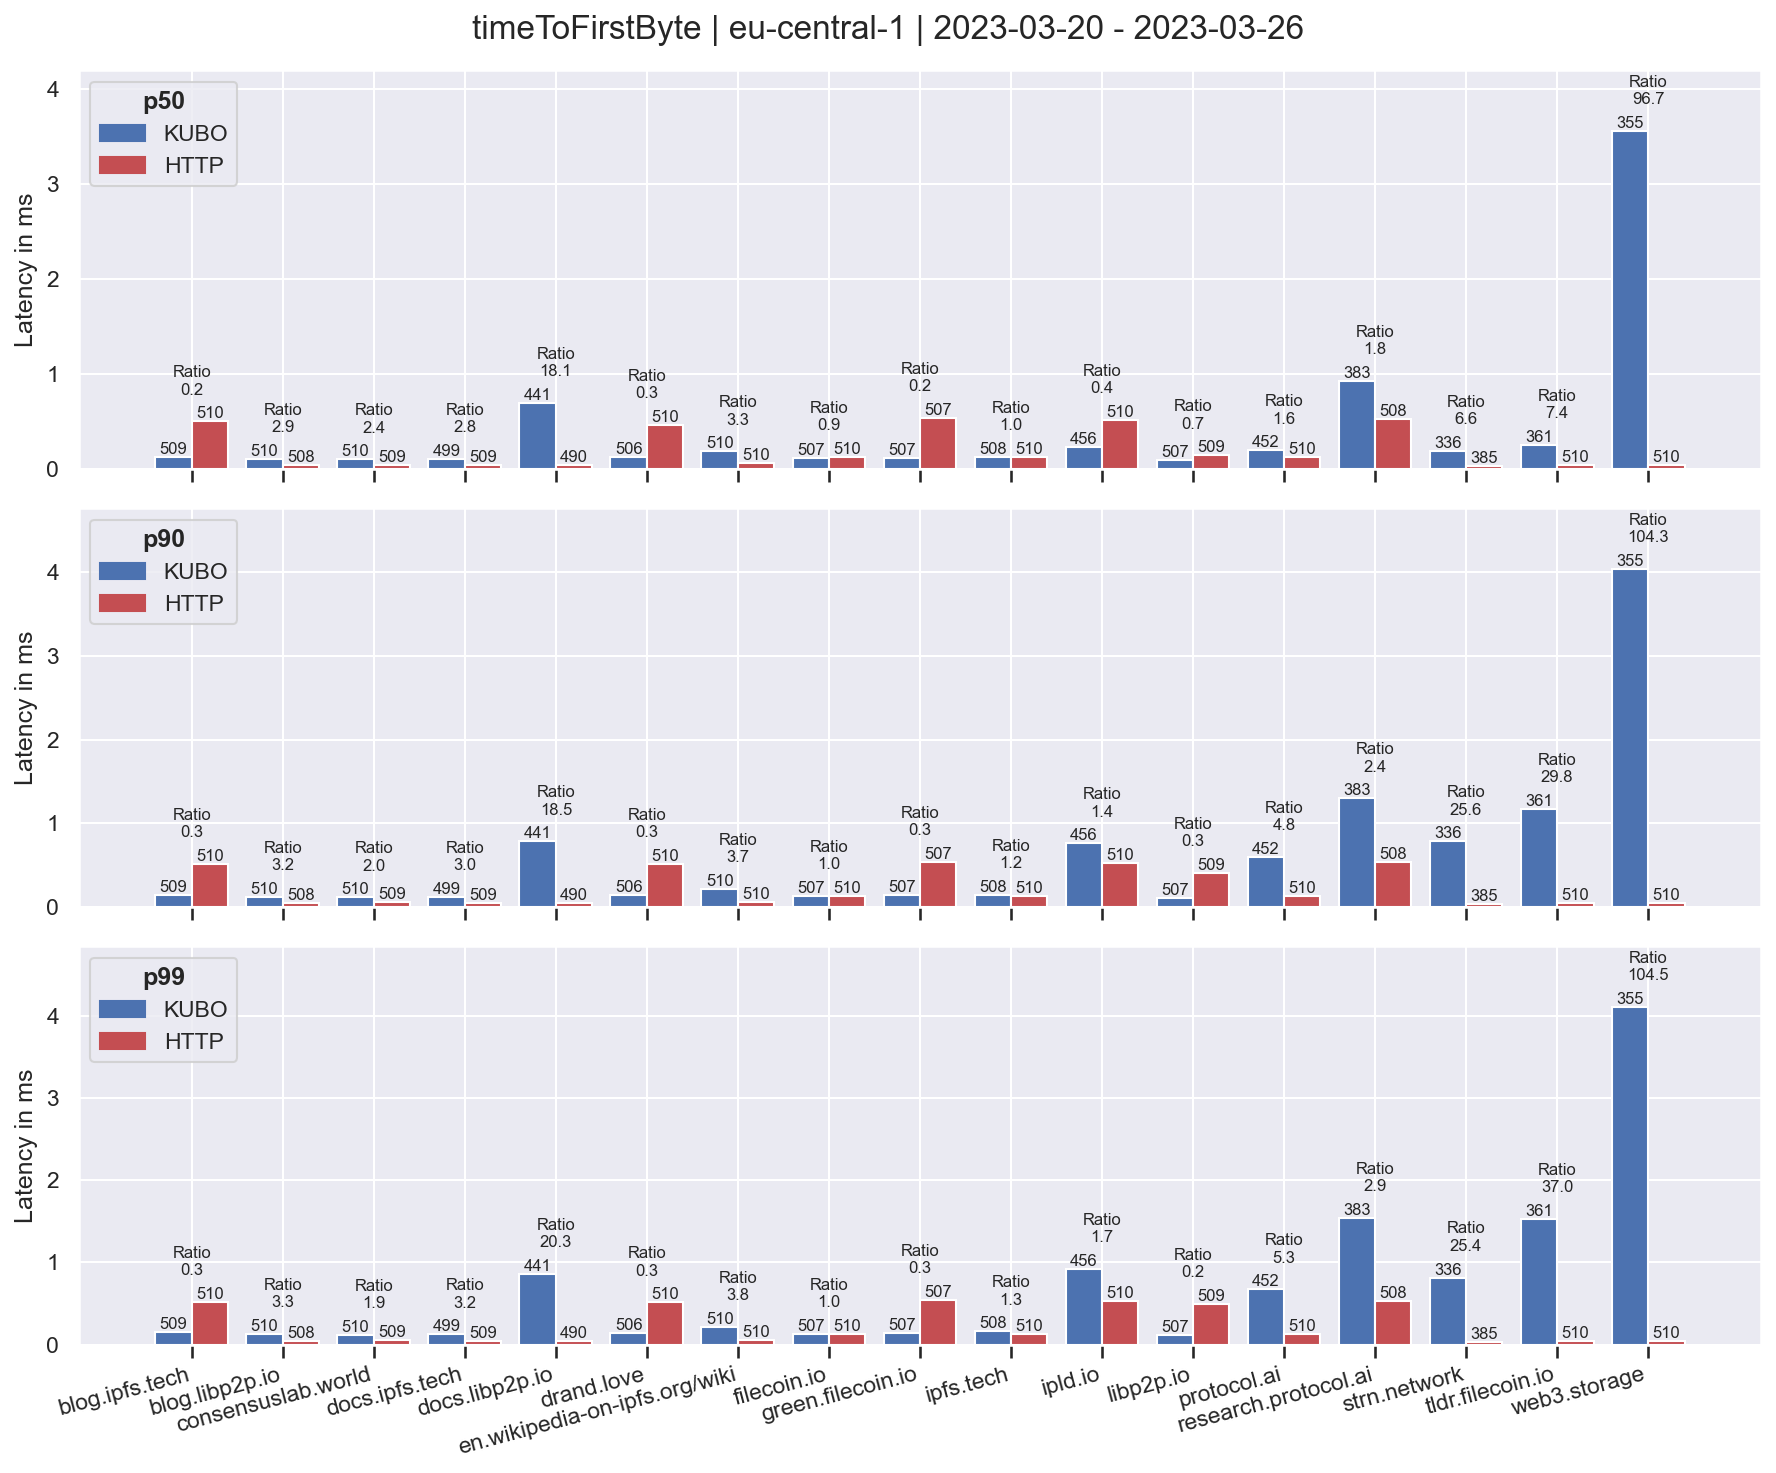 timeToFirstByte | eu-central-1 | 2023-03-20 - 2023-03-26
p50
KUBO
HTTP
Latency in ms
4
3
2
1
0
Ratio
0.2
509
510
Ratio
2.9
510
508
Ratio
2.4
510
509
Ratio
2.8
499
509
Ratio
18.1
441
490
Ratio
0.3
506
510
Ratio
3.3
510
510
Ratio
0.9
507
510
Ratio
0.2
507
507
Ratio
1.0
508
510
Ratio
0.4
456
510
Ratio
0.7
507
509
Ratio
1.6
452
510
Ratio
1.8
383
508
Ratio
6.6
336
385
Ratio
7.4
361
510
Ratio
96.7
355
510
p90
KUBO
HTTP
Latency in ms
4
3
2
1
0
Ratio
0.3
509
510
Ratio
3.2
510
508
Ratio
2.0
510
509
Ratio
3.0
499
509
Ratio
18.5
441
490
Ratio
0.3
506
510
Ratio
3.7
510
510
Ratio
1.0
507
510
Ratio
0.3
507
507
Ratio
1.2
508
510
Ratio
1.4
456
510
Ratio
0.3
507
509
Ratio
4.8
452
510
Ratio
2.4
383
508
Ratio
25.6
336
385
Ratio
29.8
361
510
Ratio
104.3
355
510
p99
KUBO
HTTP
Latency in ms
4
3
2
1
0
Ratio
0.3
509
510
Ratio
3.3
510
508
Ratio
1.9
510
509
Ratio
3.2
499
509
Ratio
20.3
441
490
Ratio
0.3
506
510
Ratio
3.8
510
510
Ratio
1.0
507
510
Ratio
0.3
507
507
Ratio
1.3
508
510
Ratio
1.7
456
510
Ratio
0.2
507
509
Ratio
5.3
452
510
Ratio
2.9
383
508
Ratio
25.4
336
385
Ratio
37.0
361
510
Ratio
104.5
355
510
blog.ipfs.tech
blog.libp2p.io
consensuslab.world
docs.ipfs.tech
docs.libp2p.io
drand.love
en.wikipedia-on-ipfs.org/wiki
filecoin.io
green.filecoin.io
ipfs.tech
ipld.io
libp2p.io
protocol.ai
research.protocol.ai
strn.network
tldr.filecoin.io
web3.storage